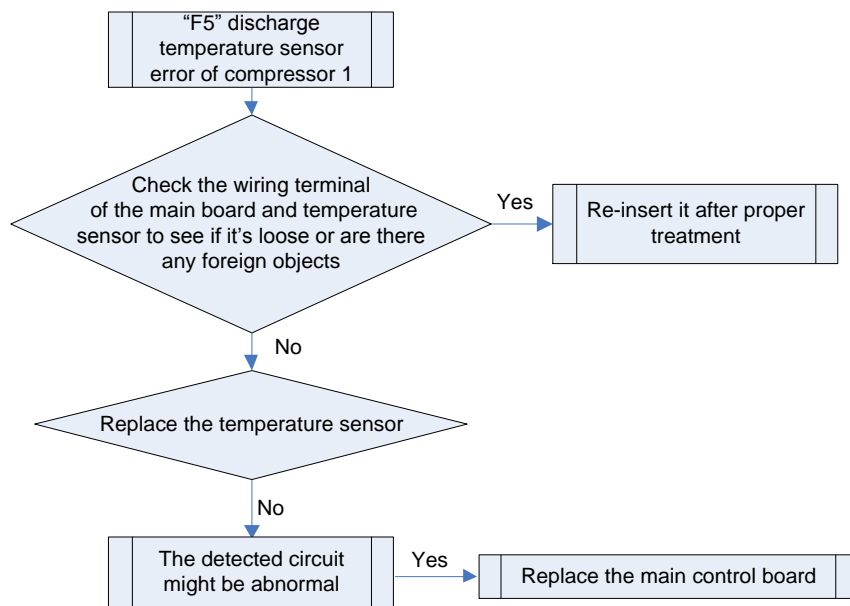 “F5” discharge
temperature sensor
error of compressor 1
Check the wiring terminal
of the main board and temperature
sensor to see if it’s loose or are there
any foreign objects
Yes
Re-insert it after proper
treatment
No
Replace the temperature sensor
No
The detected circuit
might be abnormal
Yes
Replace the main control board